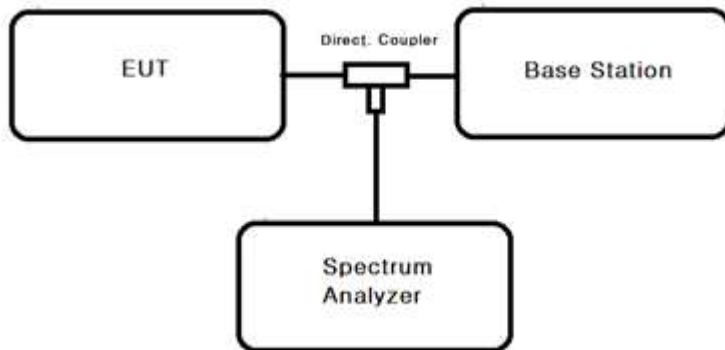 Direct. Coupler
EUT
Base Station
Spectrum
Analyzer